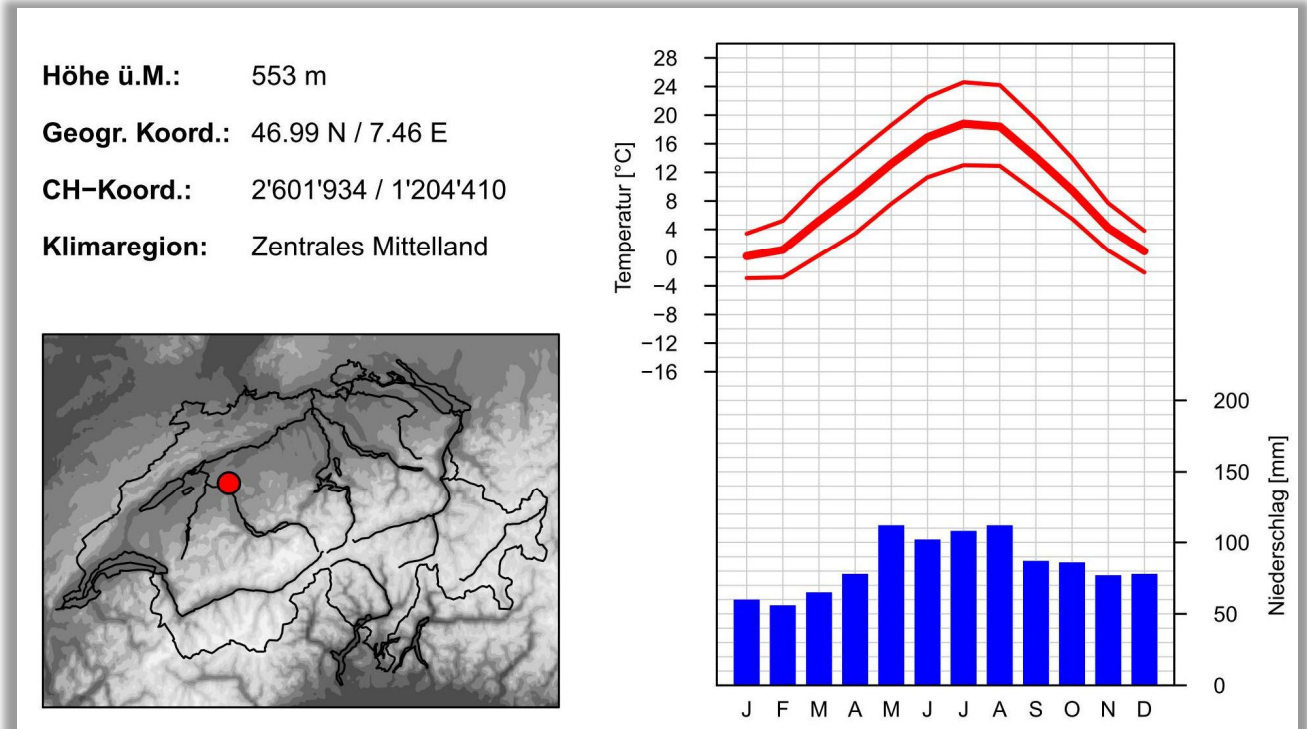 Höhe ü.M.: 553 m
Geogr. Koord.: 46.99 N / 7.46 E
CH−Koord.: 2'601'934 / 1'204'410
Klimaregion: Zentrales Mittelland
Temperatur [°C]
28
24
20
16
12
8
4
0
−4
−8
−12
−16
200
150
100
50
0
Niederschlag [mm]
J F M A M J J A S O N D